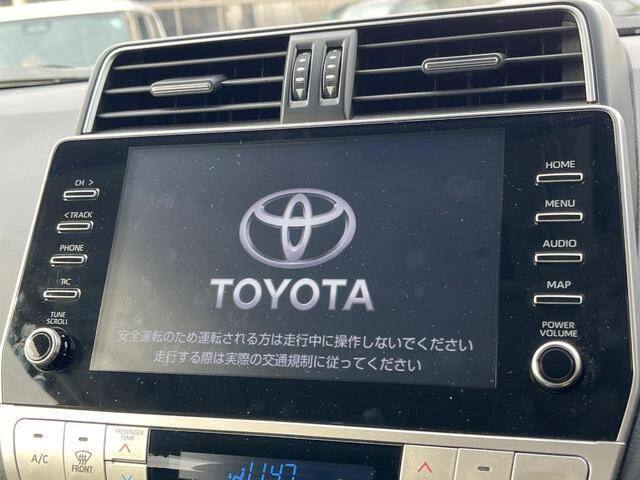 CH >
< TRACK
PHONE
T/C
TUNE
SCROLL
TOYOTA
安全運転のため運転される方は走行中に操作しないでください
走行する際は実際の交通規制に従ってください
HOME
MENU
AUDIO
MAP
POWER
VOLUME
A/C
FRONT
PASSENGER
TEMP
11:47